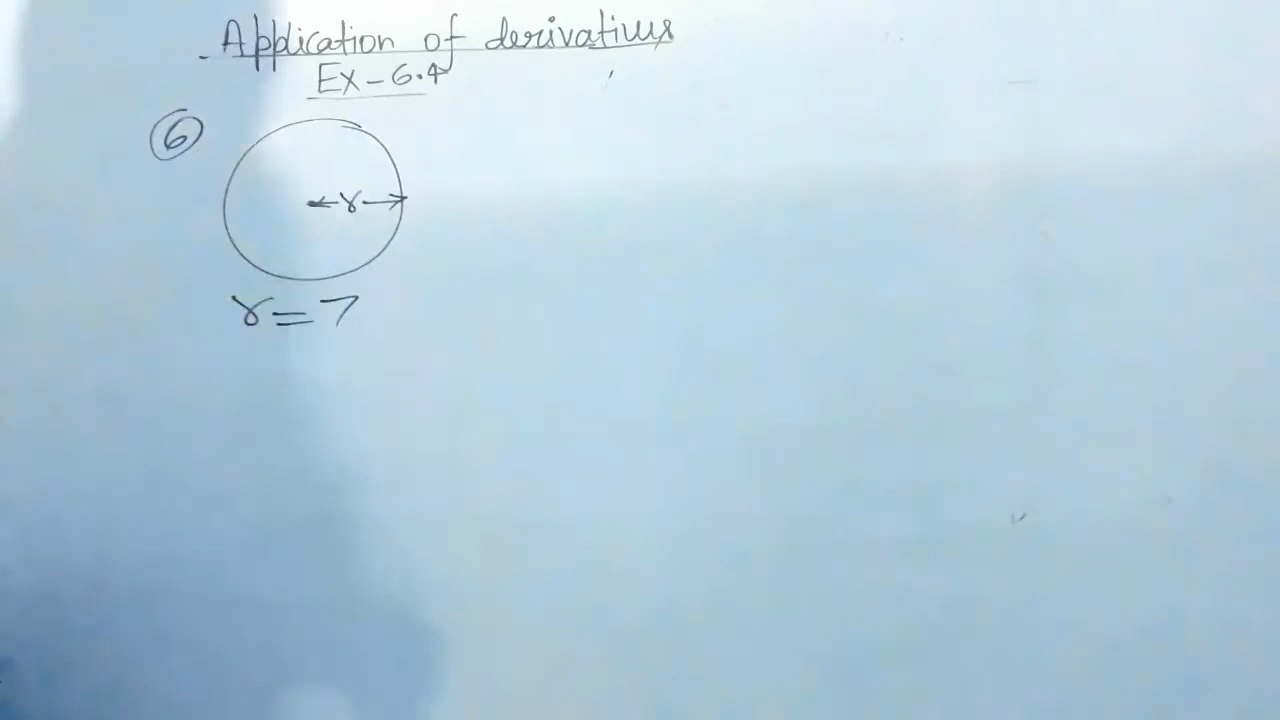 Application of derivatives
Ex-6.4
6
r
r=7